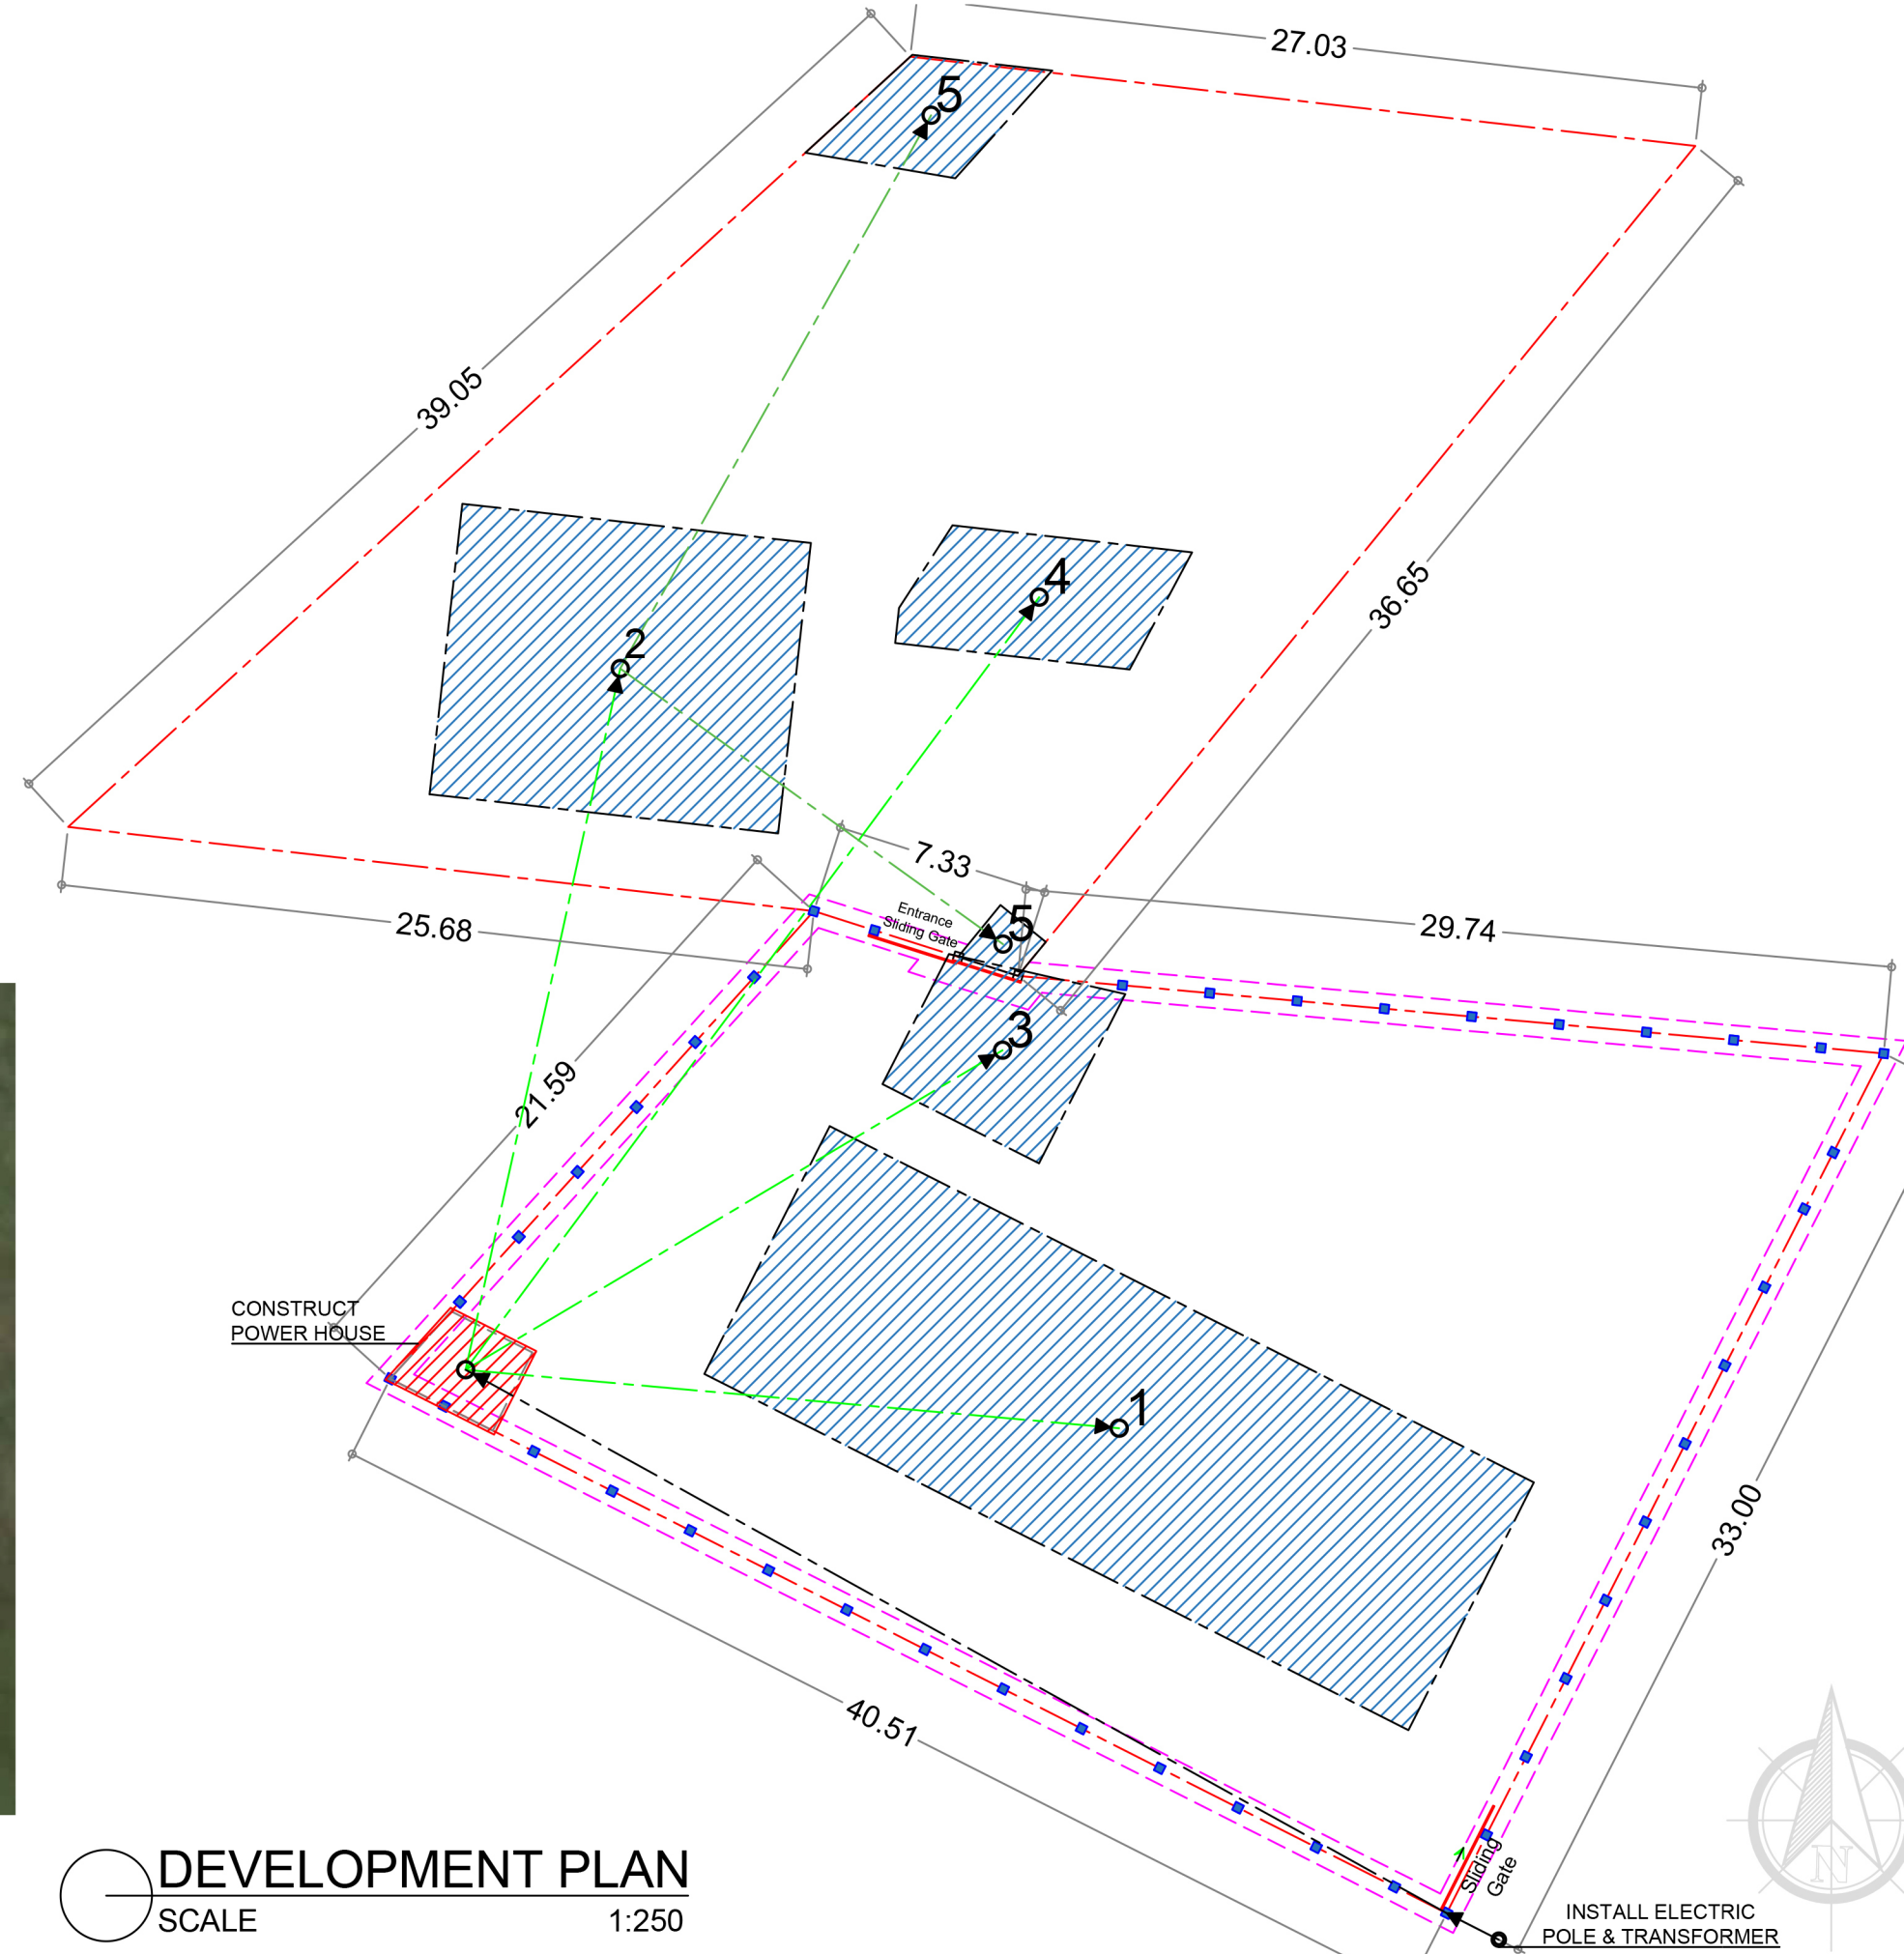 27.03
5
39.05
36.65
4
2
7.33
25.68
Entrance
Sliding Gate
5
29.74
3
21.59
CONSTRUCT
POWER HOUSE
1
33.00
40.51
Sliding
Gate
N
DEVELOPMENT PLAN
SCALE 1:250
INSTALL ELECTRIC
POLE & TRANSFORMER